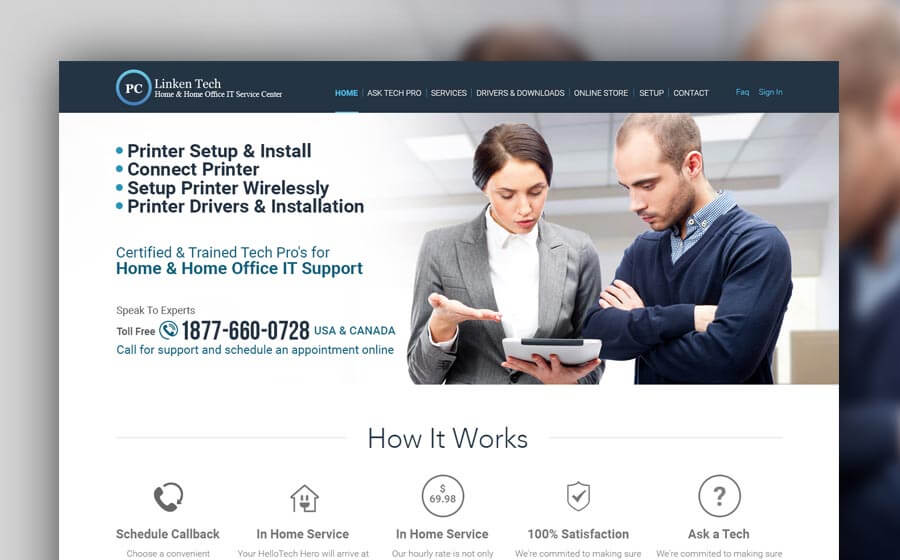 PC
Linken Tech
Home & Home Office IT Service Center
HOME ASK TECH PRO SERVICES DRIVERS & DOWNLOADS ONLINE STORE SETUP CONTACT Faq Sign In
Printer Setup & Install
Connect Printer
Setup Printer Wirelessly
Printer Drivers & Installation
Certified & Trained Tech Pro's for
Home & Home Office IT Support
Speak To Experts
Toll Free 1877-660-0728 USA & CANADA
Call for support and schedule an appointment online
How It Works
$
69.98
?
Schedule Callback In Home Service In Home Service 100% Satisfaction Ask a Tech
Choose a convenient Your HelloTech Hero will arrive at Our hourly rate is not only We're commited to making sure We're commited to making sure